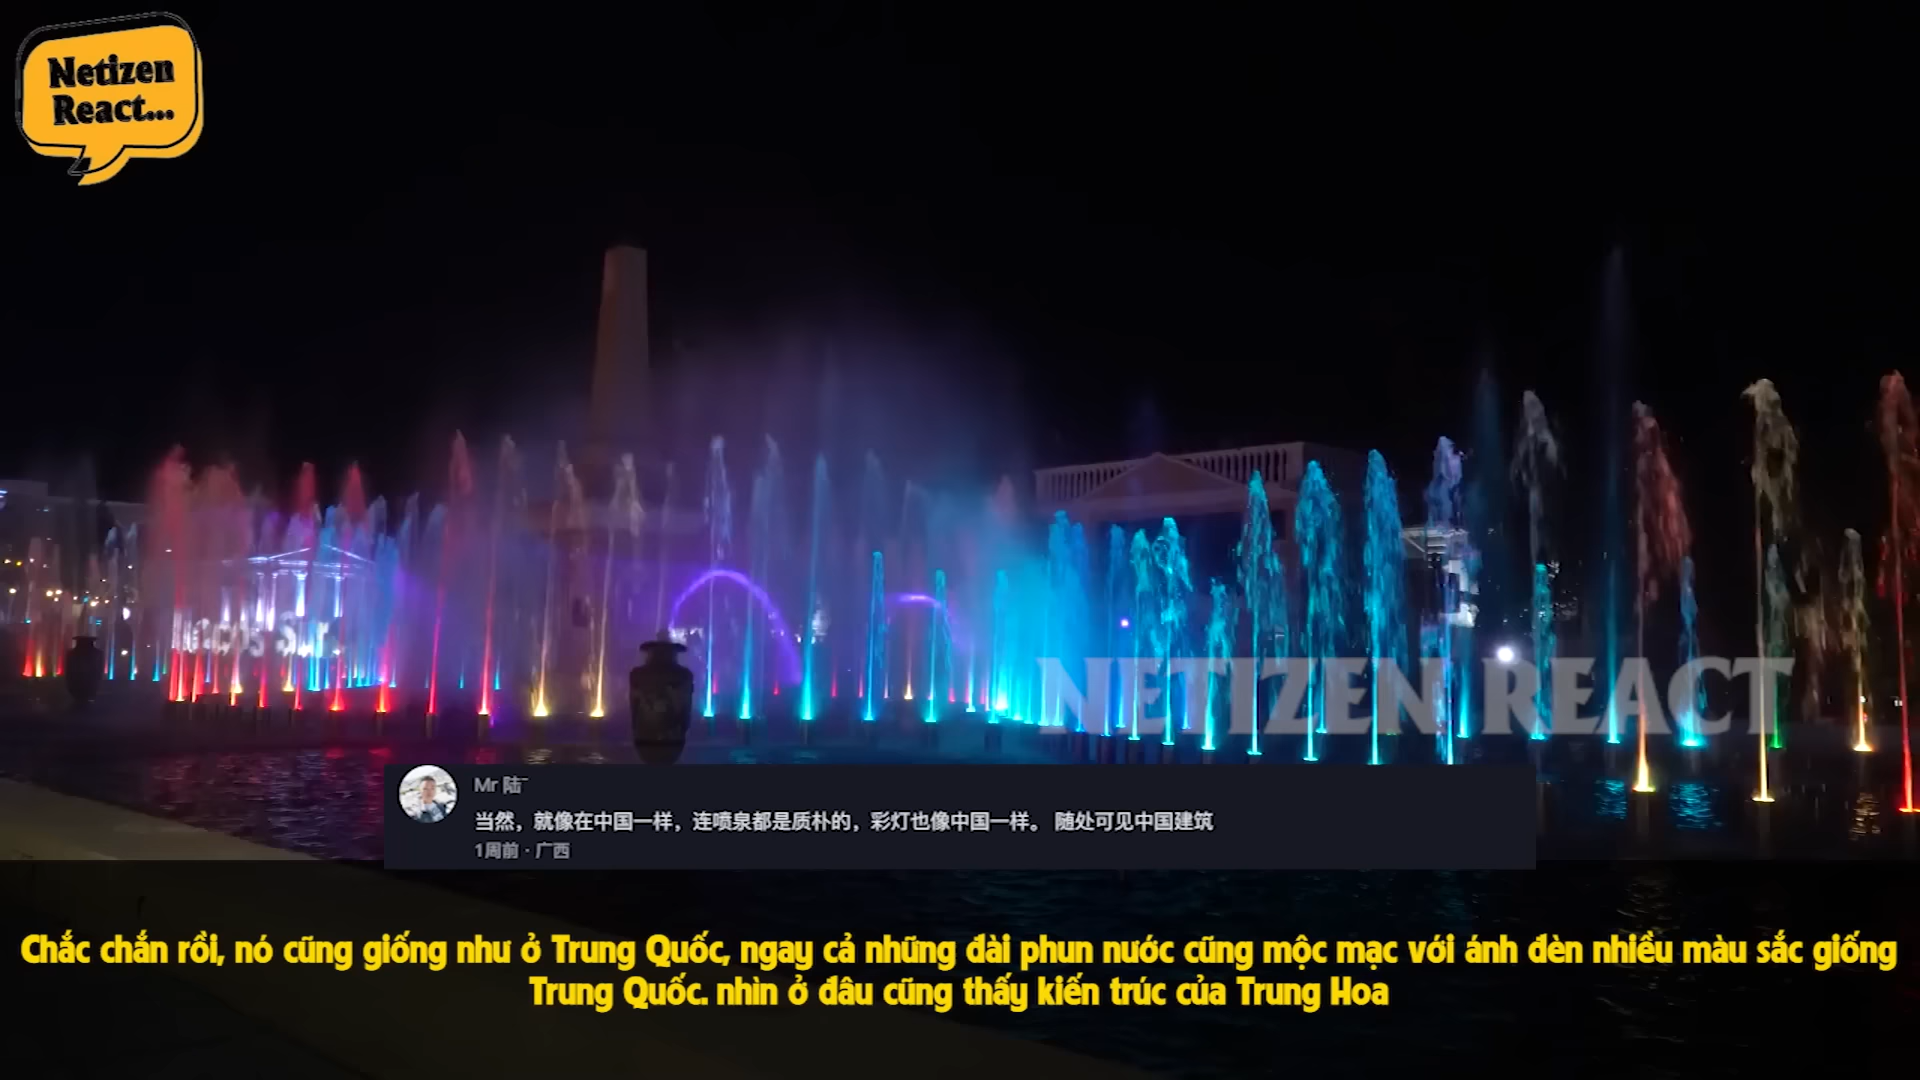 Netizen
React...
NETIZEN REACT
Mr 陆
当然，就像在中国一样，连喷泉都是质朴的，彩灯也像中国一样。 随处可见中国建筑
1周前 · 广西
Chắc chắn rồi, nó cũng giống như ở Trung Quốc, ngay cả những đài phun nước cũng mộc mạc với ánh đèn nhiều màu sắc giống
Trung Quốc. nhìn ở đâu cũng thấy kiến trúc của Trung Hoa